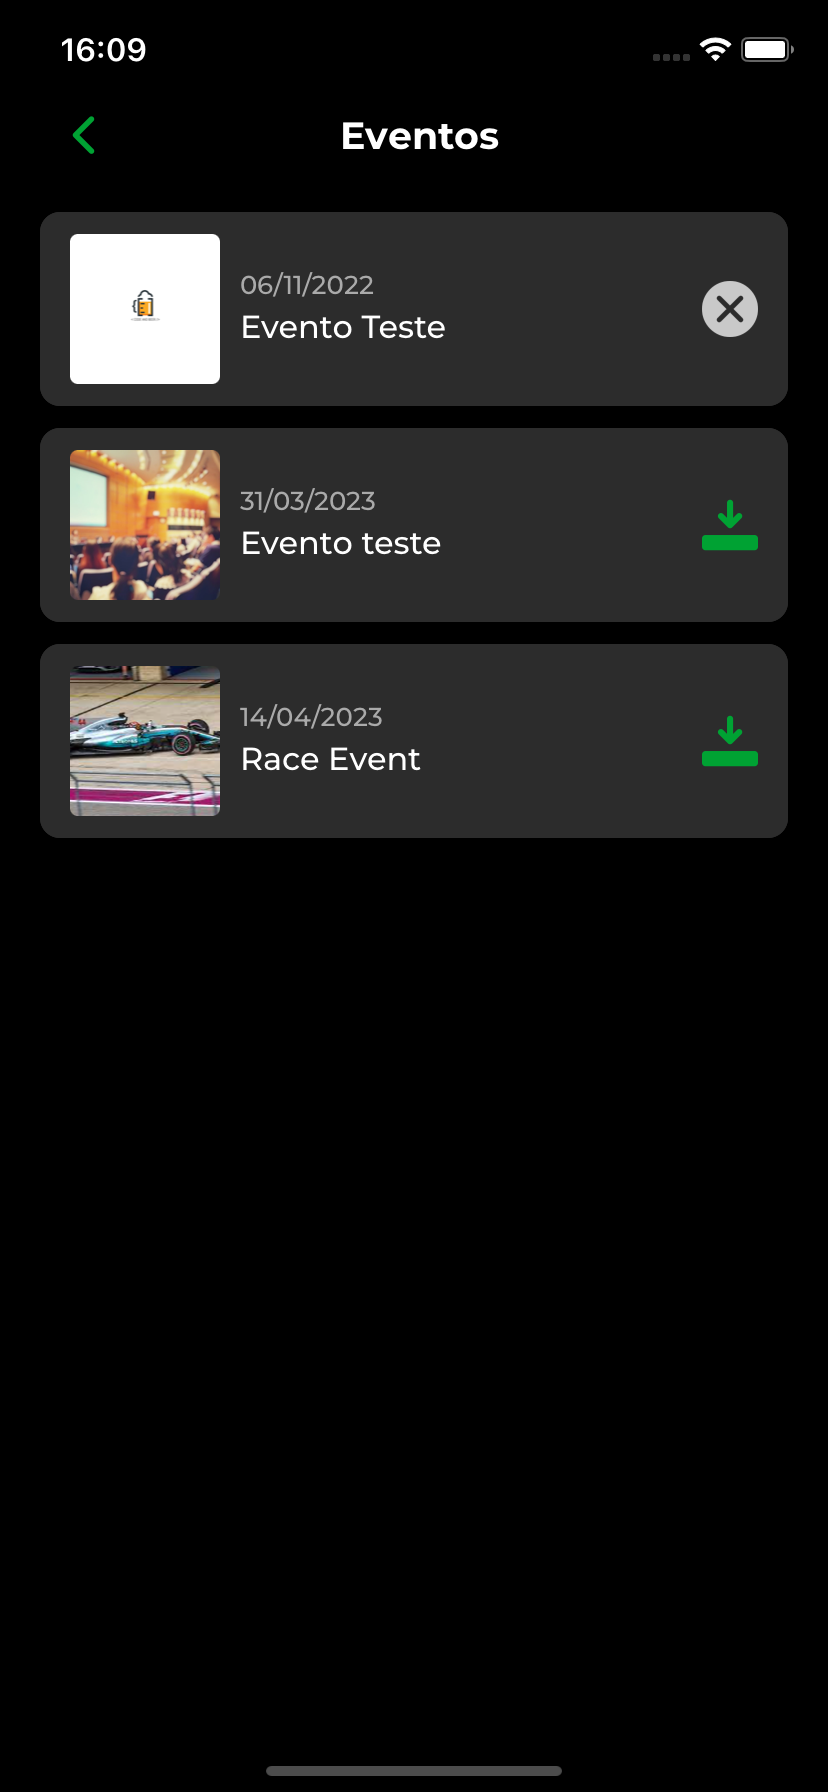 16:09
Eventos
06/11/2022
Evento Teste
31/03/2023
Evento teste
14/04/2023
Race Event